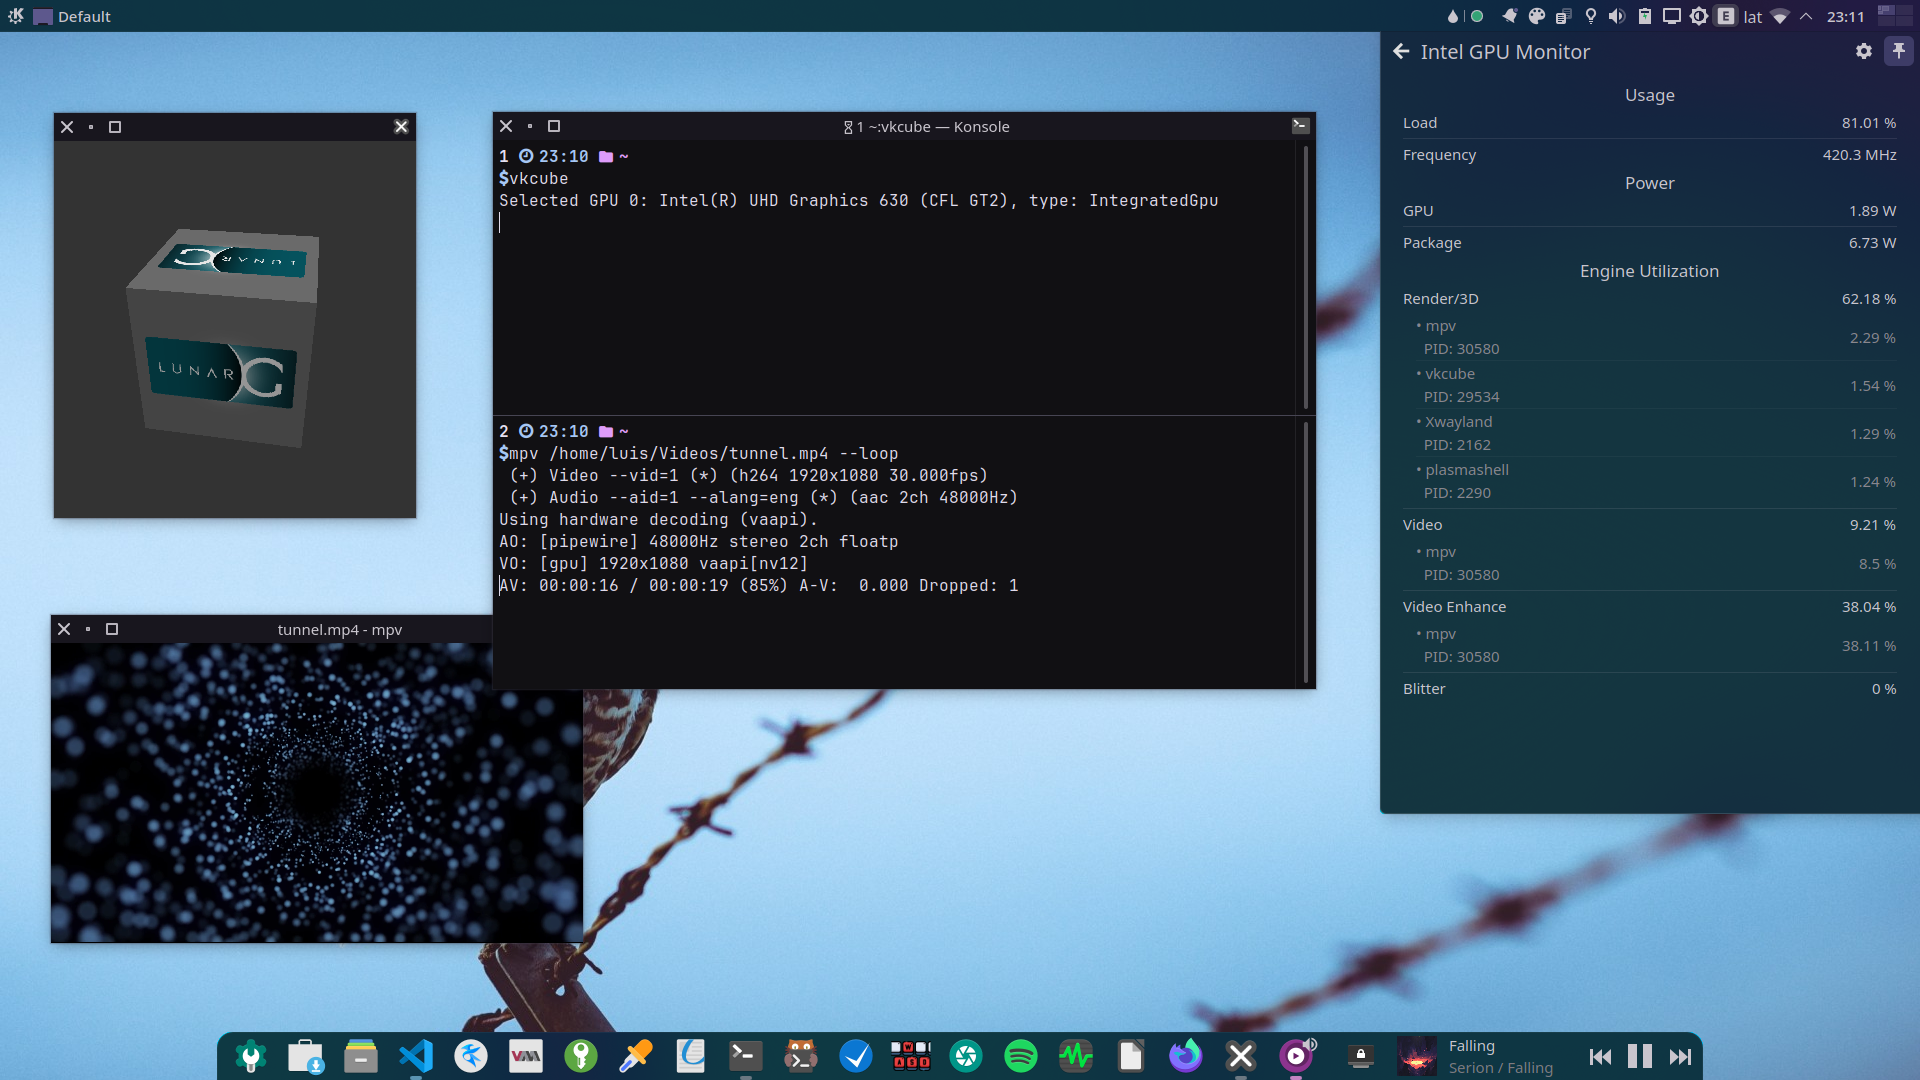 Default
E lat 23:11
1 ~:vkcube — Konsole
1 23:10 ~
$vkcube
Selected GPU 0: Intel(R) UHD Graphics 630 (CFL GT2), type: IntegratedGpu
2 23:10 ~
$mpv /home/luis/Videos/tunnel.mp4 --loop
(+) Video --vid=1 (*) (h264 1920x1080 30.000fps)
(+) Audio --aid=1 --alang=eng (*) (aac 2ch 48000Hz)
Using hardware decoding (vaapi).
AO: [pipewire] 48000Hz stereo 2ch floatp
VO: [gpu] 1920x1080 vaapi[nv12]
AV: 00:00:16 / 00:00:19 (85%) A-V:  0.000 Dropped: 1
LUNAR
LUNARG
tunnel.mp4 - mpv
Intel GPU Monitor
Usage
Load 81.01 %
Frequency 420.3 MHz
Power
GPU 1.89 W
Package 6.73 W
Engine Utilization
Render/3D 62.18 %
• mpv
PID: 30580 2.29 %
• vkcube
PID: 29534 1.54 %
• Xwayland
PID: 2162 1.29 %
• plasmashell
PID: 2290 1.24 %
Video 9.21 %
• mpv
PID: 30580 8.5 %
Video Enhance 38.04 %
• mpv
PID: 30580 38.11 %
Blitter 0 %
Falling
Serion / Falling